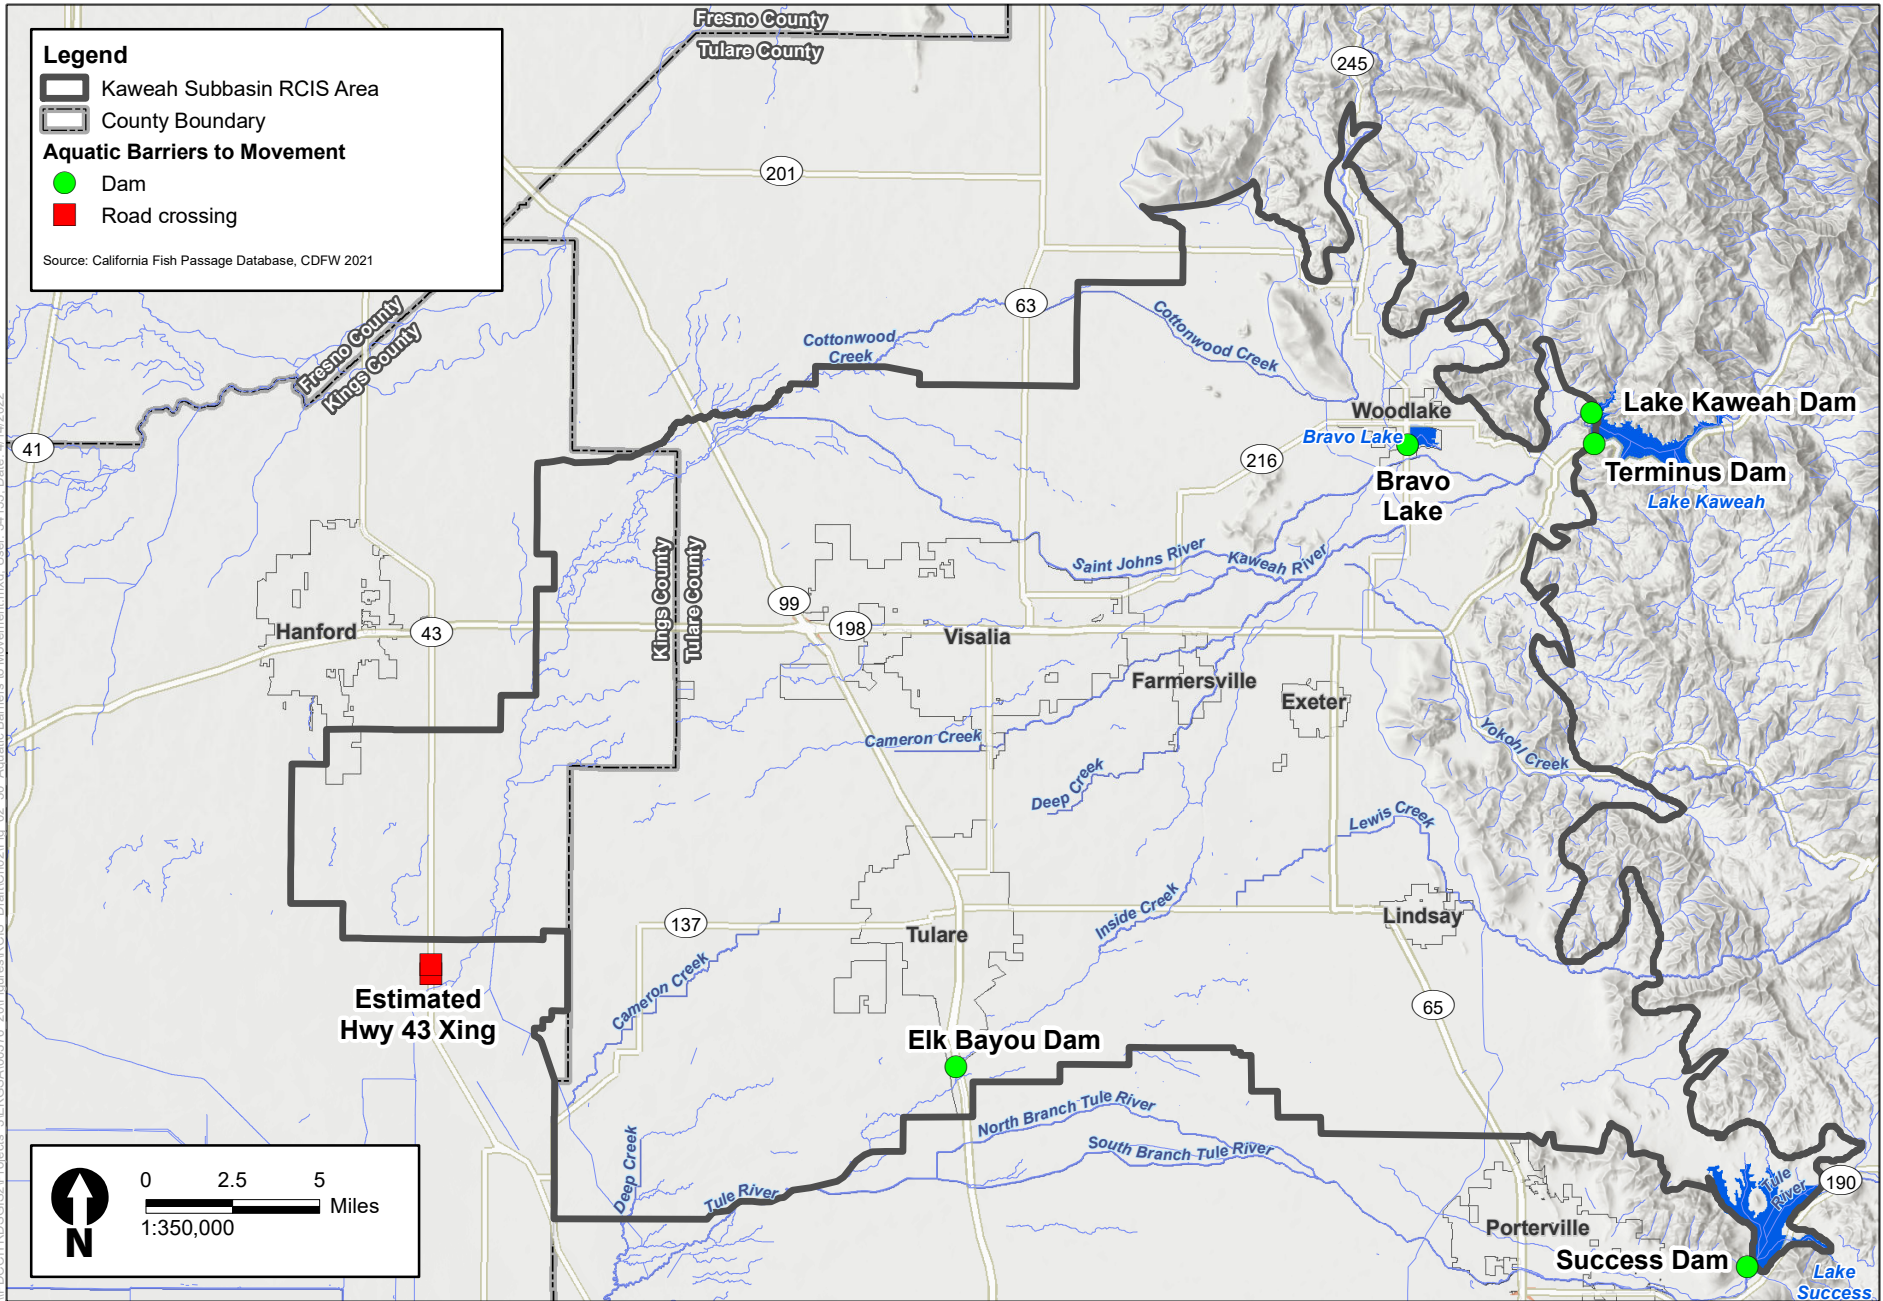 Legend
Kaweah Subbasin RCIS Area
County Boundary
Aquatic Barriers to Movement
Dam
Road crossing
Source: California Fish Passage Database, CDFW 2021
Fresno County
Tulare County
245
201
Fresno County
Kings County
63
Cottonwood
Creek
Cottonwood Creek
41
Woodlake
Lake Kaweah Dam
Bravo Lake
216
Bravo
Lake
Terminus Dam
Lake Kaweah
Saint Johns River
Kaweah River
Kings County
Tulare County
99
198
Hanford
43
Visalia
Farmersville
Exeter
Cameron Creek
Yokohl Creek
Deep Creek
Lewis Creek
137
Tulare
Inside Creek
Lindsay
Cameron Creek
Estimated
Hwy 43 Xing
65
Elk Bayou Dam
North Branch Tule River
South Branch Tule River
Deep Creek
Tule River
Tule
River
190
Porterville
Success Dam
Lake
Success
0 2.5 5
Miles
1:350,000
N